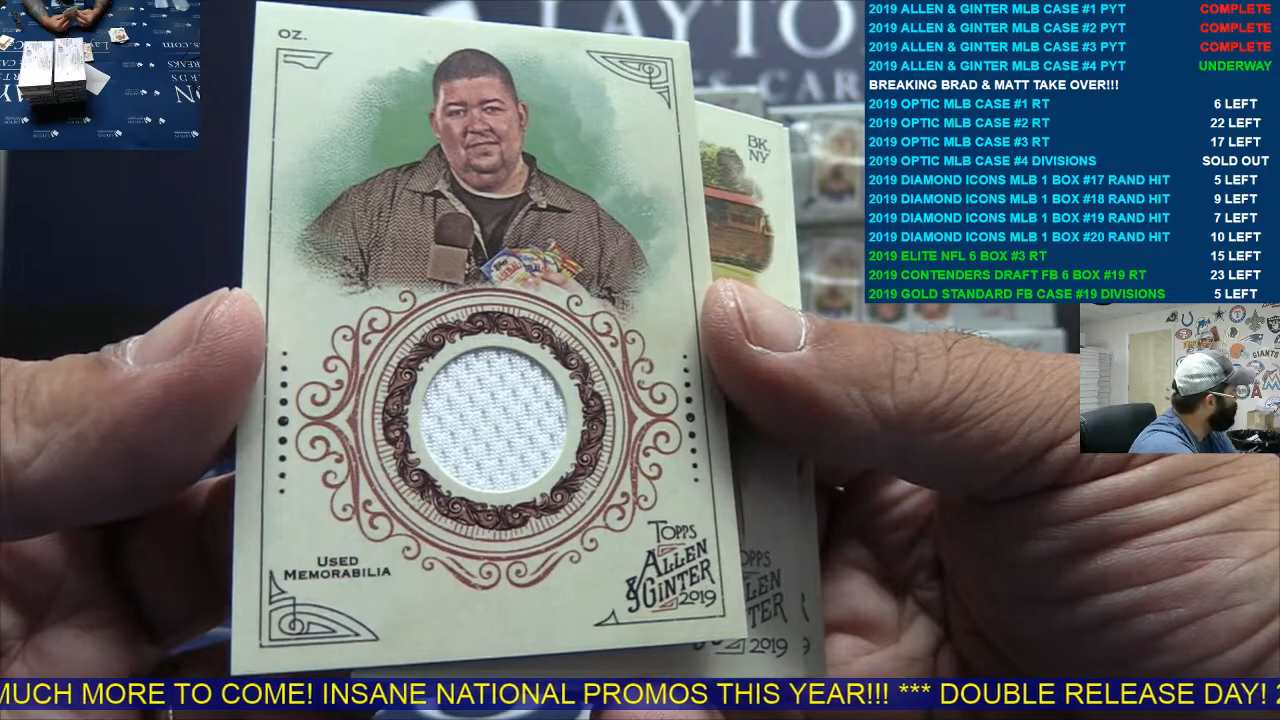 2019 ALLEN & GINTER MLB CASE #1 PYT COMPLETE
2019 ALLEN & GINTER MLB CASE #2 PYT COMPLETE
2019 ALLEN & GINTER MLB CASE #3 PYT COMPLETE
2019 ALLEN & GINTER MLB CASE #4 PYT UNDERWAY
BREAKING BRAD & MATT TAKE OVER!!!
2019 OPTIC MLB CASE #1 RT 6 LEFT
2019 OPTIC MLB CASE #2 RT 22 LEFT
2019 OPTIC MLB CASE #3 RT 17 LEFT
2019 OPTIC MLB CASE #4 DIVISIONS SOLD OUT
2019 DIAMOND ICONS MLB 1 BOX #17 RAND HIT 5 LEFT
2019 DIAMOND ICONS MLB 1 BOX #18 RAND HIT 9 LEFT
2019 DIAMOND ICONS MLB 1 BOX #19 RAND HIT 7 LEFT
2019 DIAMOND ICONS MLB 1 BOX #20 RAND HIT 10 LEFT
2019 ELITE NFL 6 BOX #3 RT 15 LEFT
2019 CONTENDERS DRAFT FB 6 BOX #19 RT 23 LEFT
2019 GOLD STANDARD FB CASE #19 DIVISIONS 5 LEFT
LAYTO
OZ.
BK.
NY
USED
MEMORABILIA
TOPPS
ALLEN
& GINTER
2019
OPPS
LEN
TER
2019
GIANTS
MUCH MORE TO COME! INSANE NATIONAL PROMOS THIS YEAR!!! *** DOUBLE RELEASE DAY!